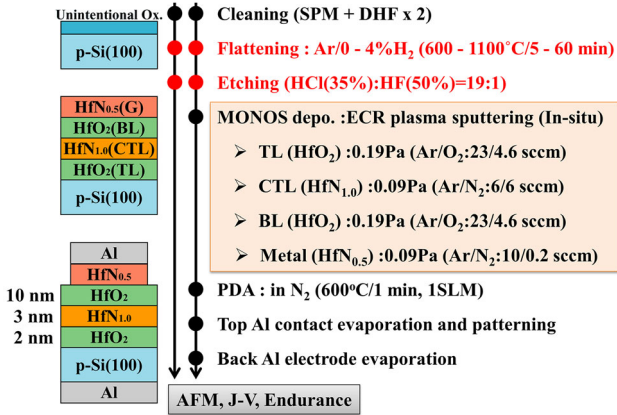 Unintentional Ox.
p-Si(100)
HfN0.5(G)
HfO2(BL)
HfN1.0(CTL)
HfO2(TL)
p-Si(100)
Al
HfN0.5
10 nm HfO2
3 nm HfN1.0
2 nm HfO2
p-Si(100)
Al
Cleaning (SPM + DHF x 2)
Flattening : Ar/0 - 4%H2 (600 - 1100˚C/5 - 60 min)
Etching (HCl(35%):HF(50%)=19:1)
MONOS depo. :ECR plasma sputtering (In-situ)
➢ TL (HfO2) :0.19Pa (Ar/O2:23/4.6 sccm)
➢ CTL (HfN1.0) :0.09Pa (Ar/N2:6/6 sccm)
➢ BL (HfO2) :0.19Pa (Ar/O2:23/4.6 sccm)
➢ Metal (HfN0.5) :0.09Pa (Ar/N2:10/0.2 sccm)
PDA : in N2 (600oC/1 min, 1SLM)
Top Al contact evaporation and patterning
Back Al electrode evaporation
AFM, J-V, Endurance